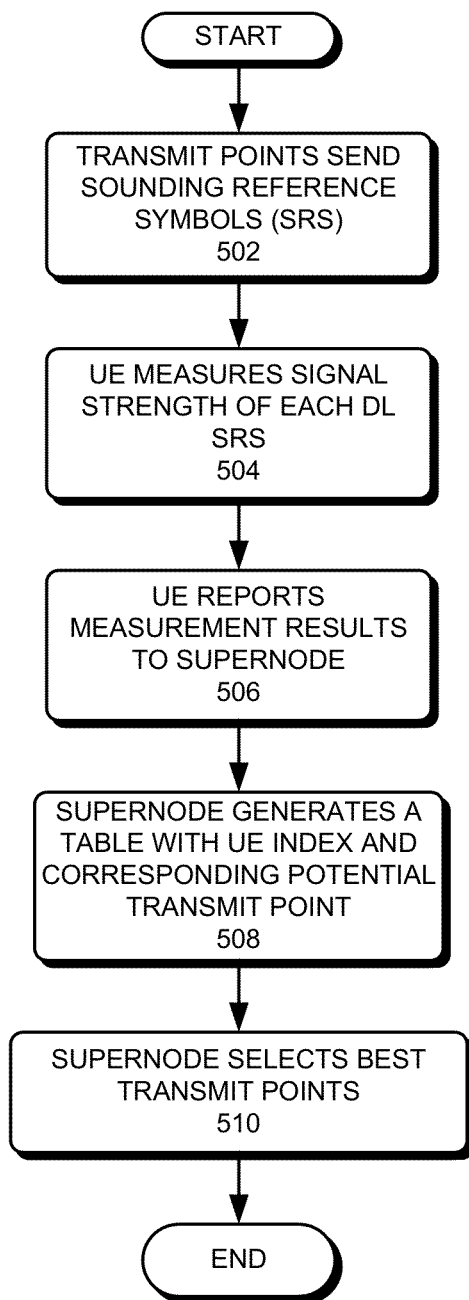 START
TRANSMIT POINTS SEND
SOUNDING REFERENCE
SYMBOLS (SRS)
502
UE MEASURES SIGNAL
STRENGTH OF EACH DL
SRS
504
UE REPORTS
MEASUREMENT RESULTS
TO SUPERNODE
506
SUPERNODE GENERATES A
TABLE WITH UE INDEX AND
CORRESPONDING POTENTIAL
TRANSMIT POINT
508
SUPERNODE SELECTS BEST
TRANSMIT POINTS
510
END